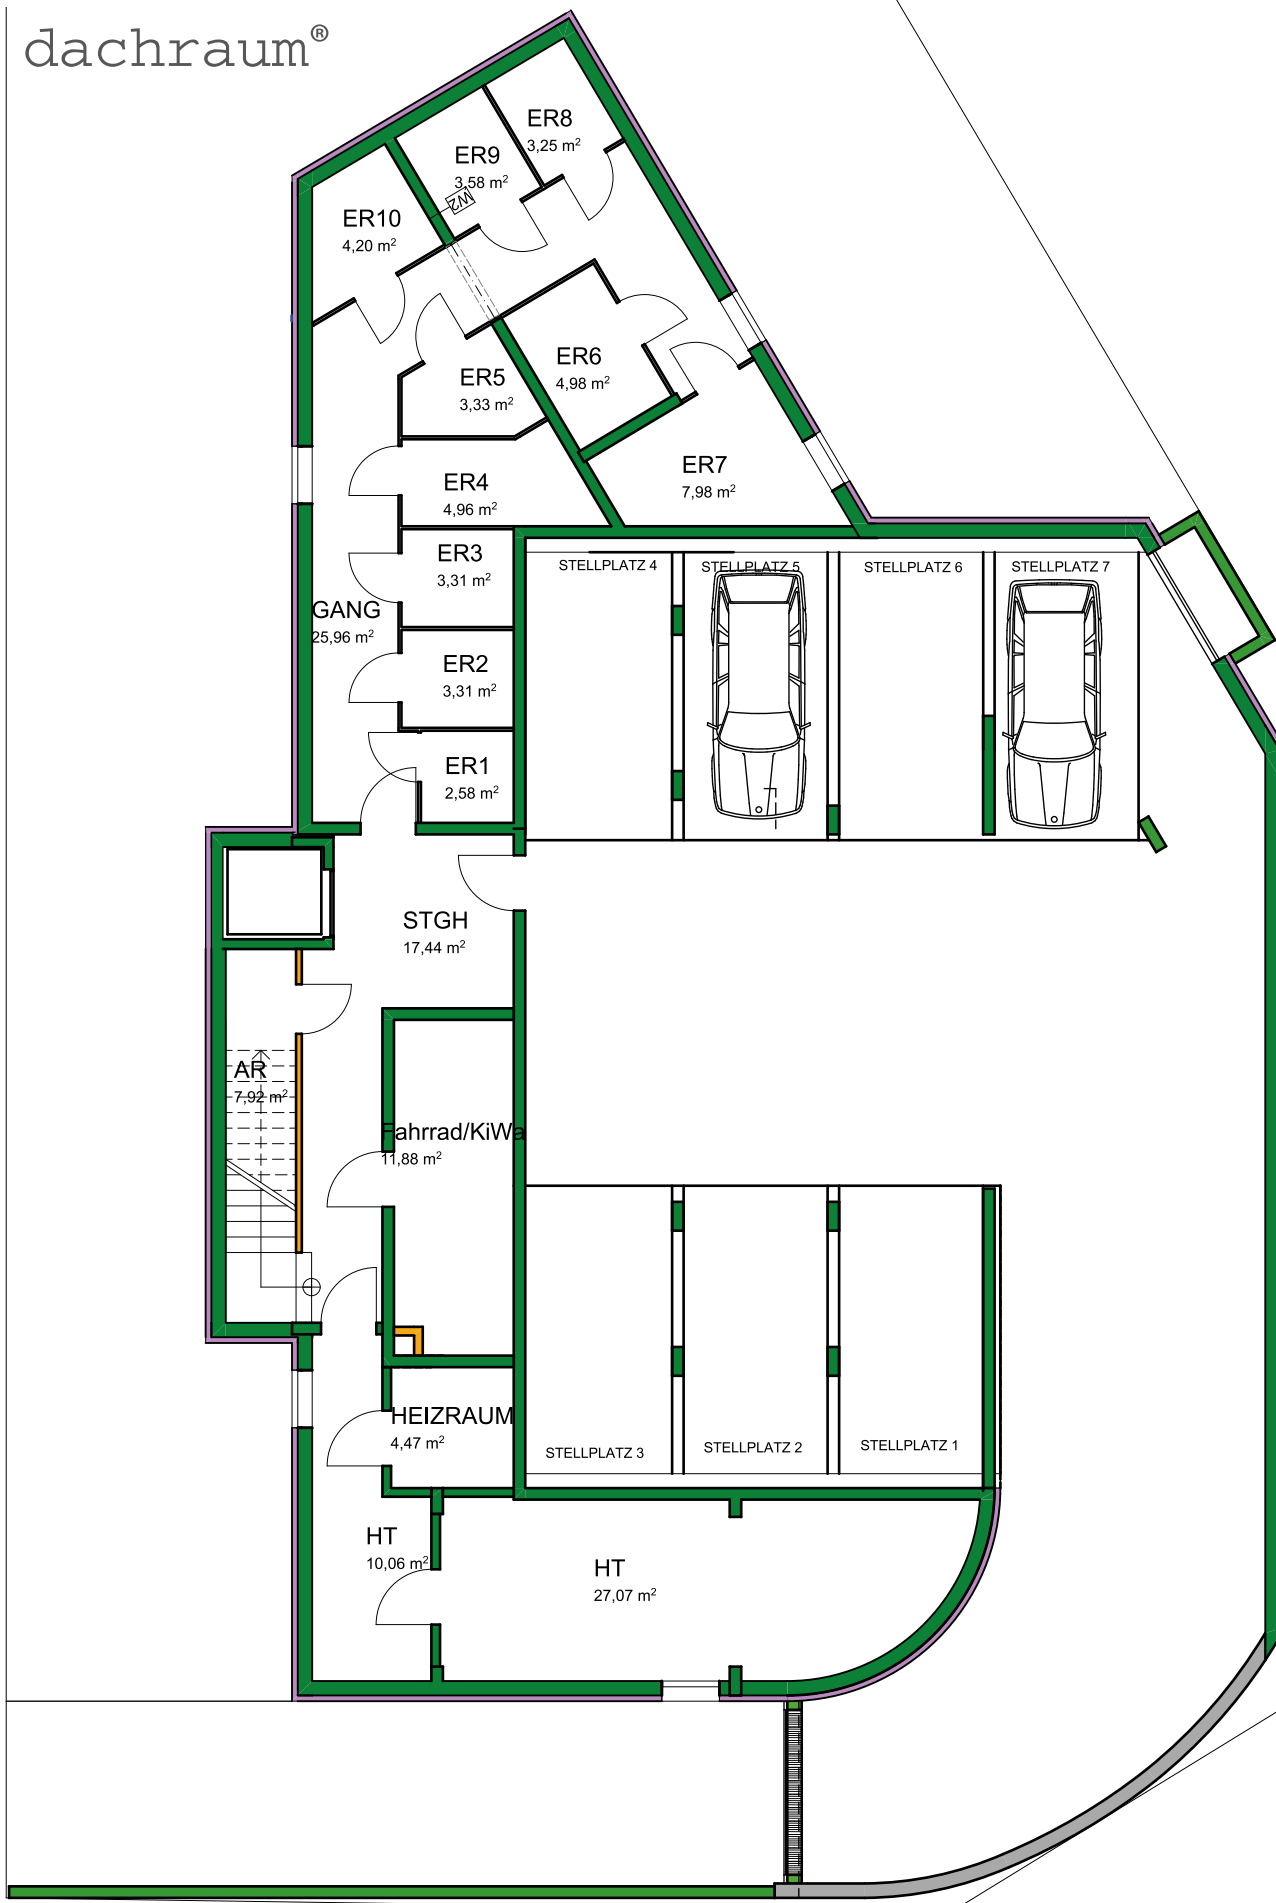 dachraum®
ER8
3,25 m²
ER9
3,58 m²
W2
ER10
4,20 m²
ER6
4,98 m²
ER5
3,33 m²
ER7
7,98 m²
ER4
4,96 m²
ER3
3,31 m²
STELLPLATZ 4
STELLPLATZ 5
STELLPLATZ 6
STELLPLATZ 7
GANG
25,96 m²
ER2
3,31 m²
ER1
2,58 m²
STGH
17,44 m²
AR
7,92 m²
Fahrrad/KiWa
11,88 m²
HEIZRAUM
4,47 m²
STELLPLATZ 3
STELLPLATZ 2
STELLPLATZ 1
HT
10,06 m²
HT
27,07 m²